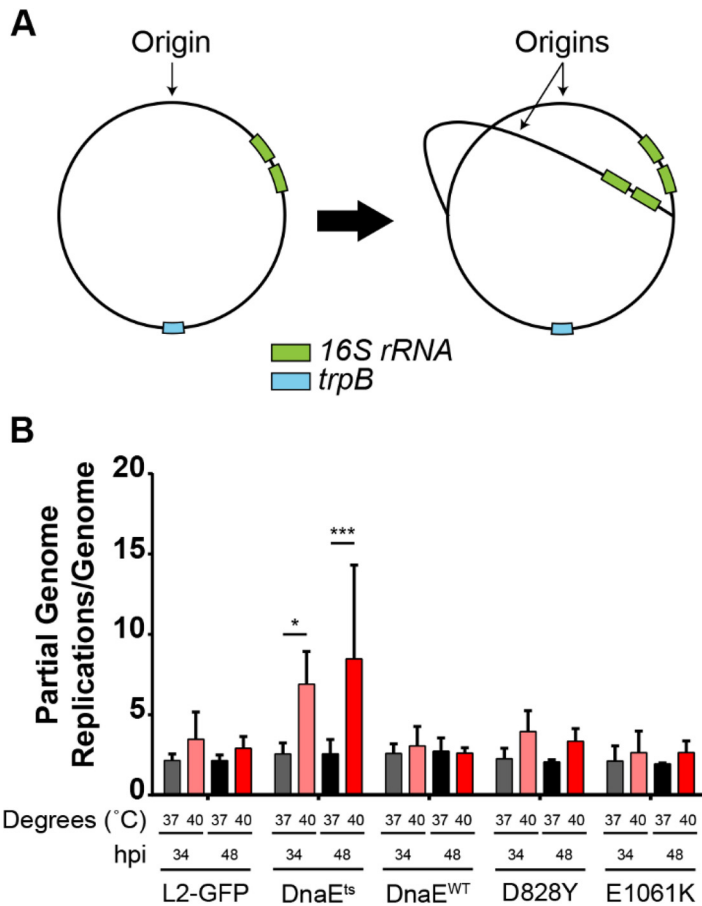 A
Origin
Origins
16S rRNA
trpB
B
Partial Genome
Replications/Genome
20
15
10
5
0
*
***
Degrees (°C) 37 40 37 40 37 40 37 40 37 40 37 40 37 40 37 40 37 40 37 40
hpi 34 48 34 48 34 48 34 48 34 48
L2-GFP DnaEts DnaEWT D828Y E1061K